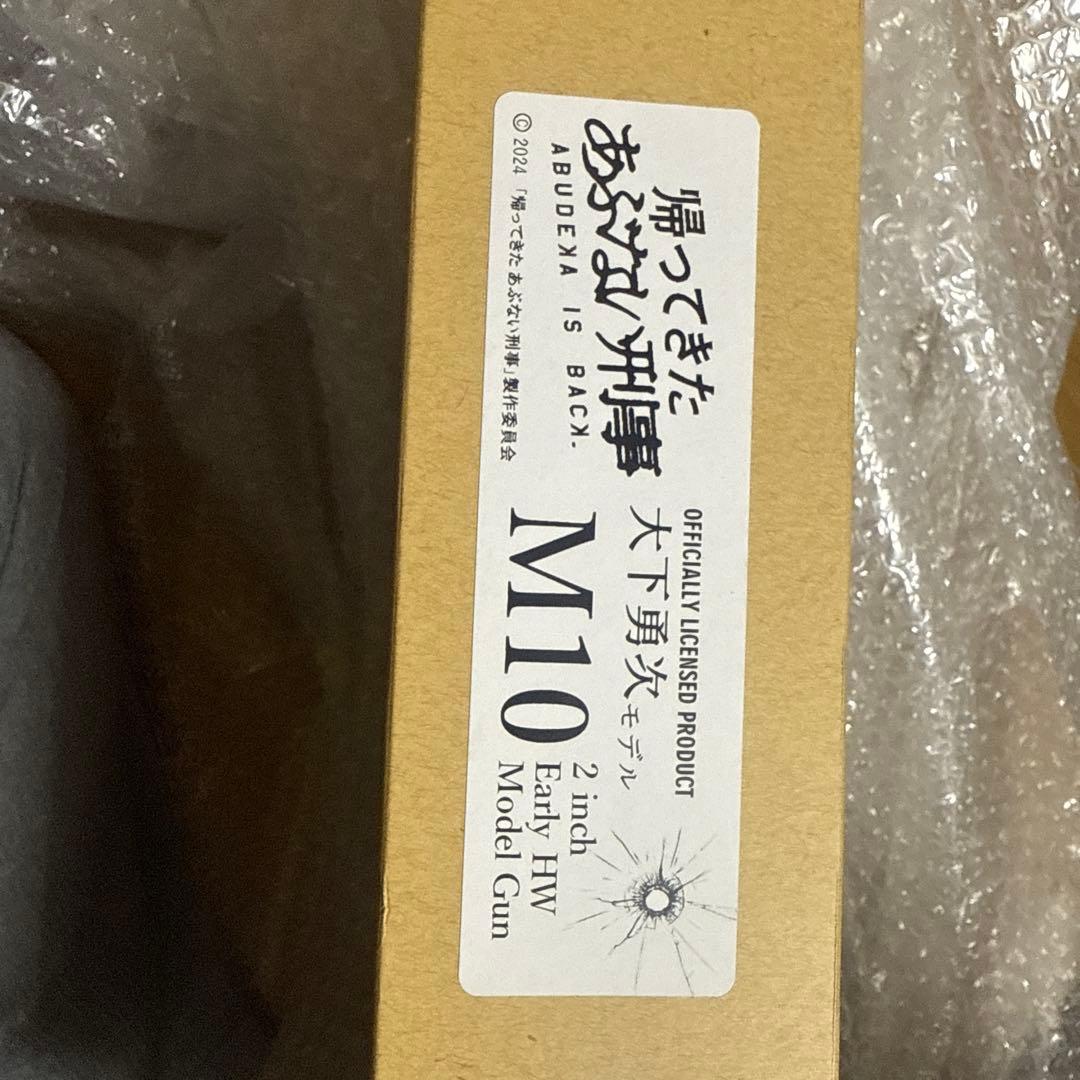 帰ってきた
あぶない刑事
ABUDEKA IS BACK.
© 2024 「帰ってきた あぶない刑事」製作委員会
OFFICIALLY LICENSED PRODUCT
大下勇次モデル
M10
2 inch
Early HW
Model Gun